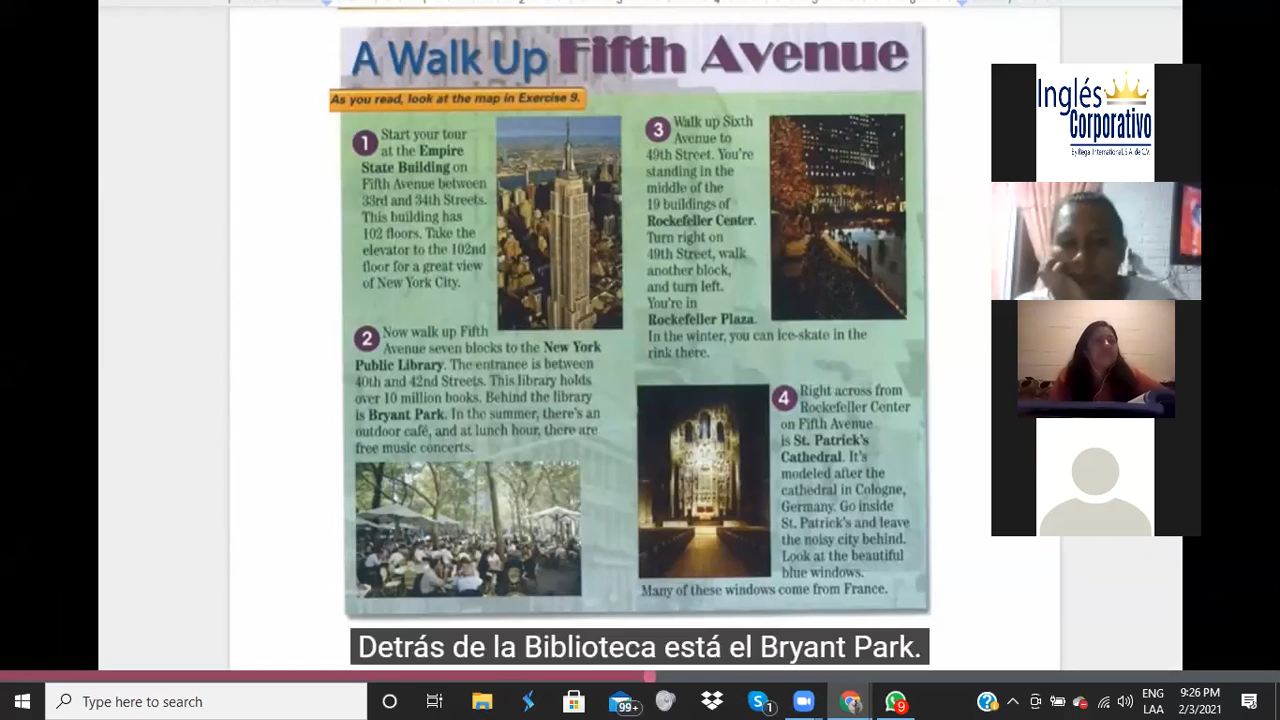 A Walk Up Fifth Avenue
As you read, look at the map in Exercise 9.
1 Start your tour
at the Empire
State Building on
Fifth Avenue between
33rd and 34th Streets.
This building has
102 floors. Take the
elevator to the 102nd
floor for a great view
of New York City.
2 Now walk up Fifth
Avenue seven blocks to the New York
Public Library. The entrance is between
40th and 42nd Streets. This library holds
over 10 million books. Behind the library
is Bryant Park. In the summer, there's an
outdoor café, and at lunch hour, there are
free music concerts.
3 Walk up Sixth
Avenue to
49th Street. You're
standing in the
middle of the
19 buildings of
Rockefeller Center.
Turn right on
49th Street, walk
another block,
and turn left.
You're in
Rockefeller Plaza.
In the winter, you can ice-skate in the
rink there.
4 Right across from
Rockefeller Center
on Fifth Avenue
is St. Patrick's
Cathedral. It's
modeled after the
cathedral in Cologne,
Germany. Go inside
St. Patrick's and leave
the noisy city behind.
Look at the beautiful
blue windows.
Many of these windows come from France.
Inglés
Corporativo
Detrás de la Biblioteca está el Bryant Park.
Type here to search
99+
1
9
ENG
LAA
9:26 PM
2/3/2021